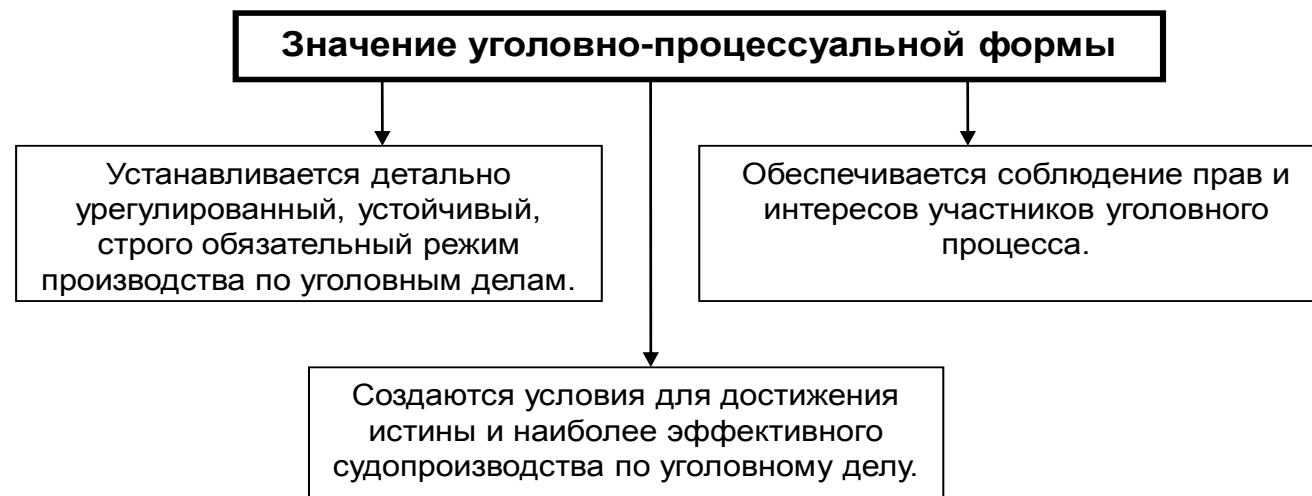 Значение уголовно-процессуальной формы
Устанавливается детально
урегулированный, устойчивый,
строго обязательный режим
производства по уголовным делам.
Обеспечивается соблюдение прав и
интересов участников уголовного
процесса.
Создаются условия для достижения
истины и наиболее эффективного
судопроизводства по уголовному делу.